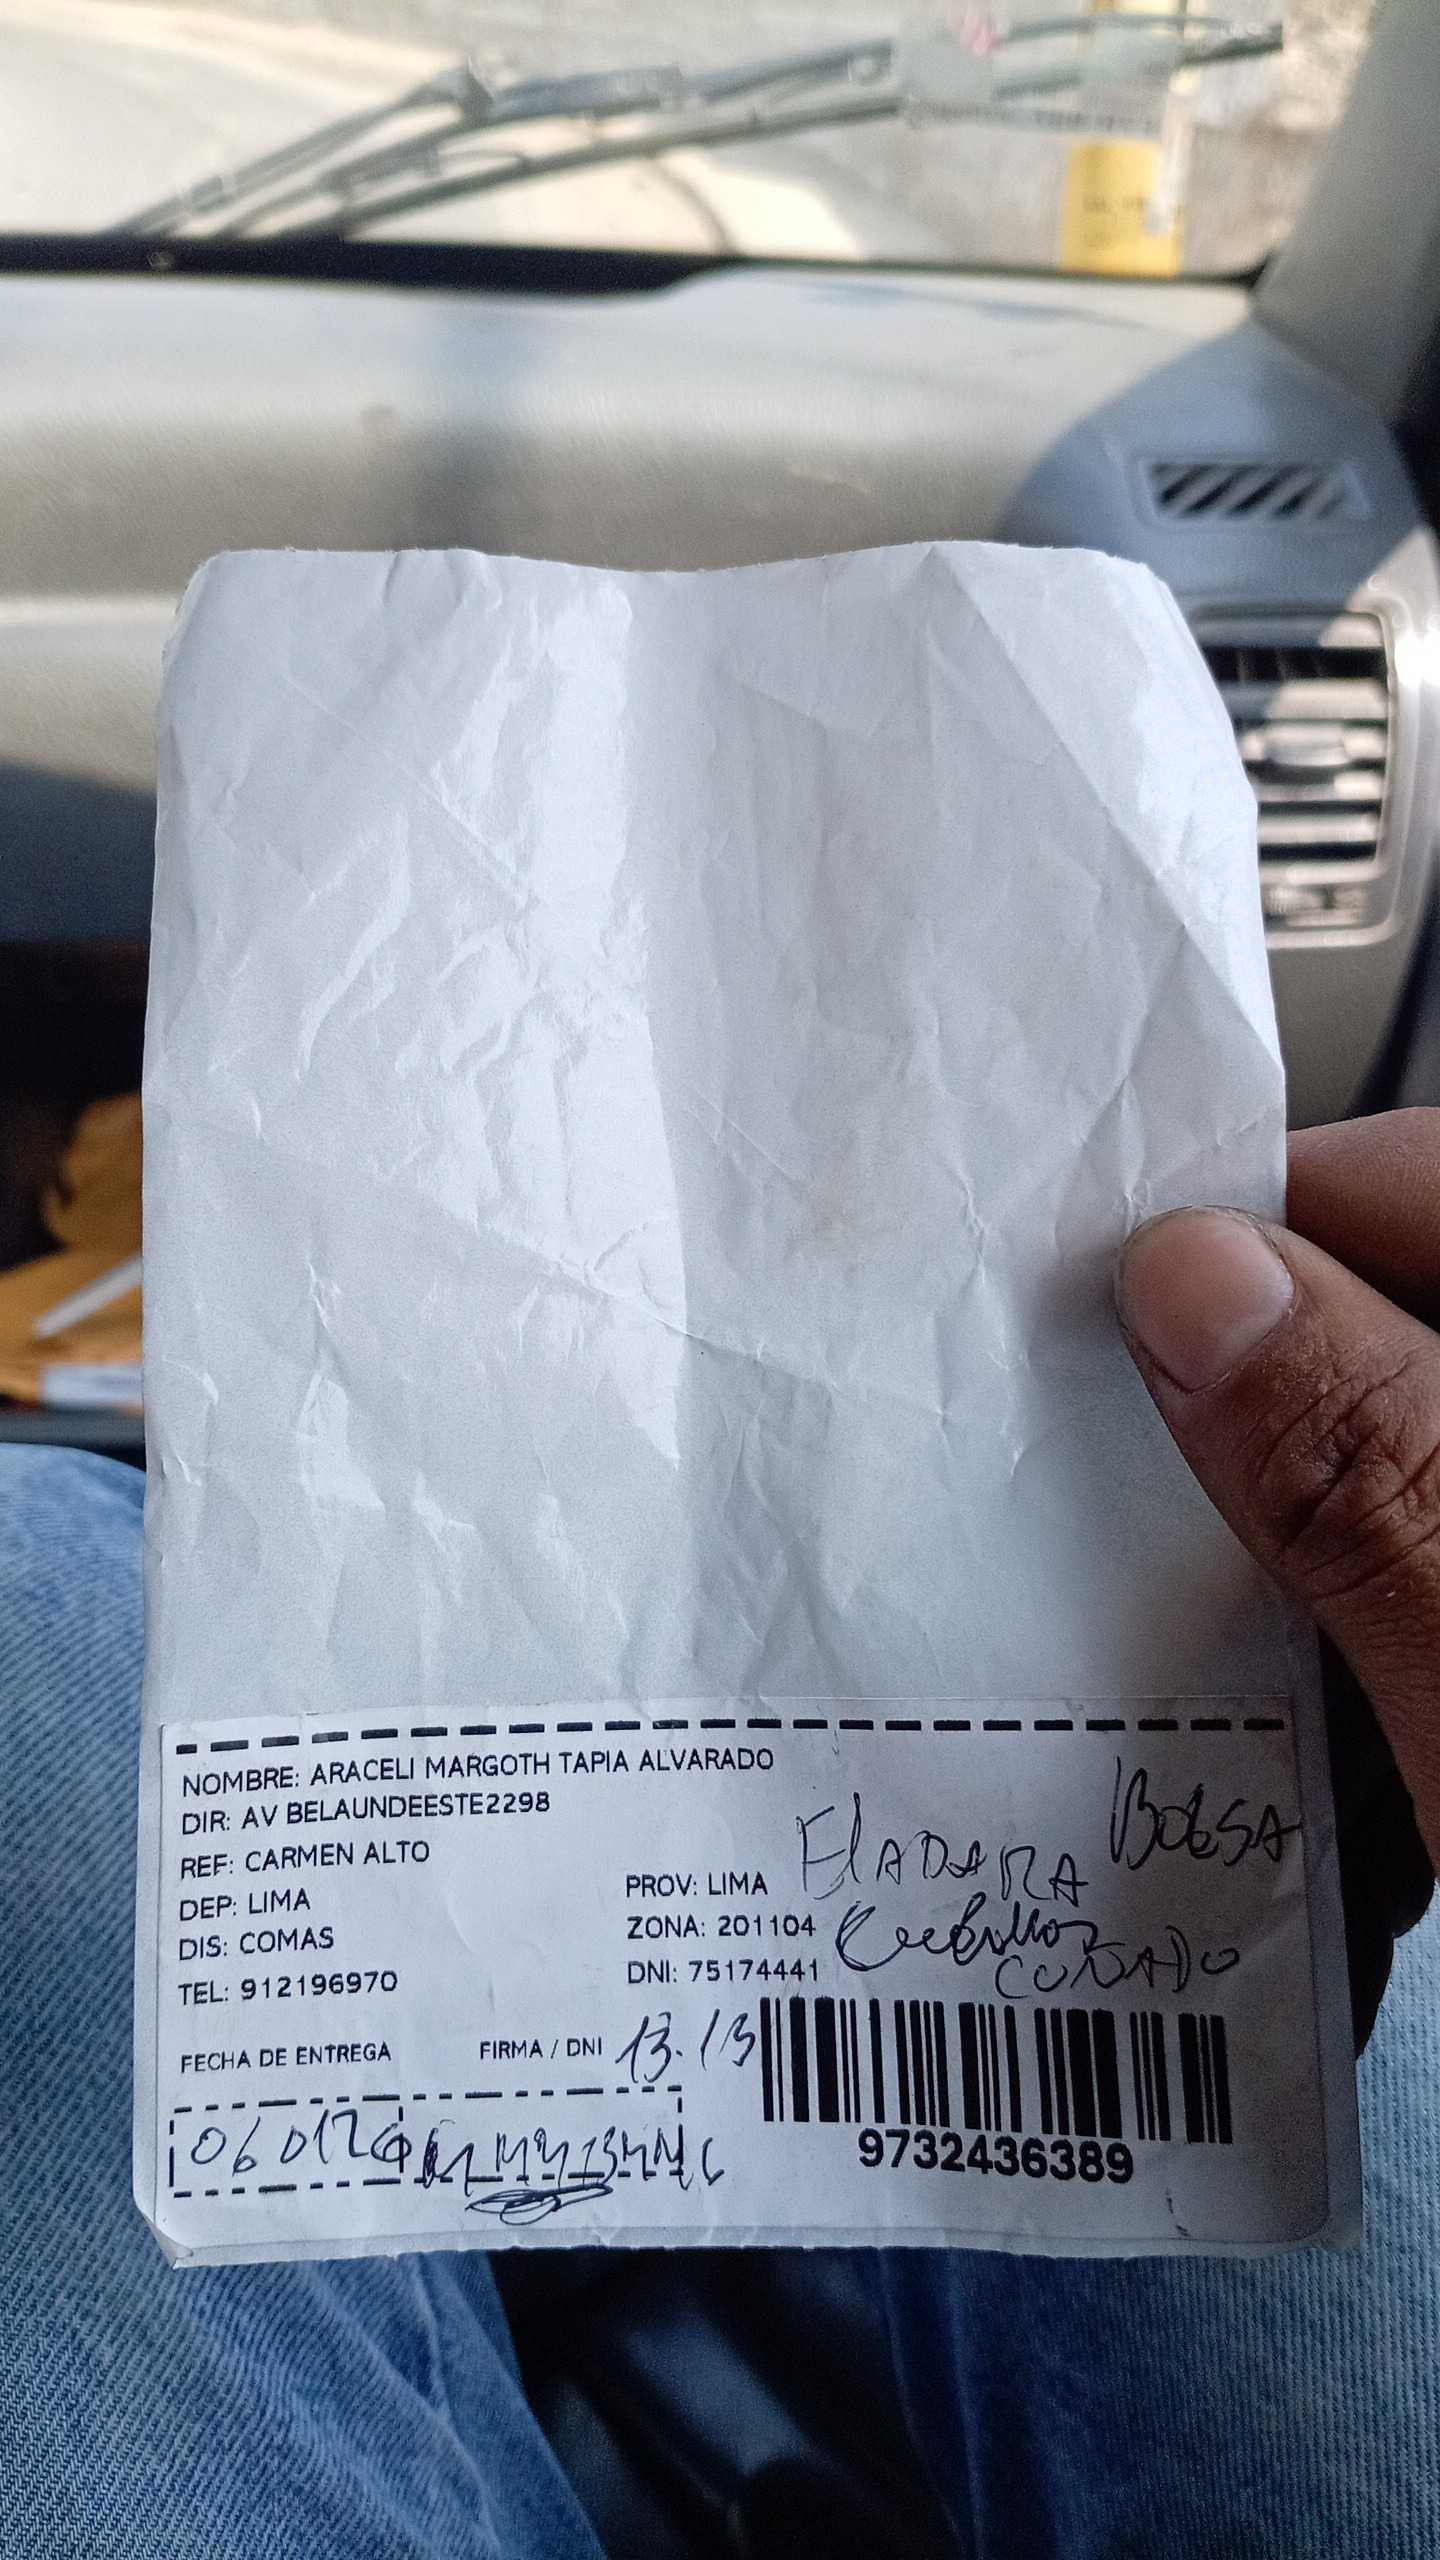 NOMBRE: ARACELI MARGOTH TAPIA ALVARADO
DIR: AV BELAUNDEESTE2298
REF: CARMEN ALTO
DEP: LIMA
PROV: LIMA
DIS: COMAS
ZONA: 201104
TEL: 912196970
DNI: 75174441
BOLSA
CUÑADO
FECHA DE ENTREGA
FIRMA / DNI
13.13
060126
9732436389